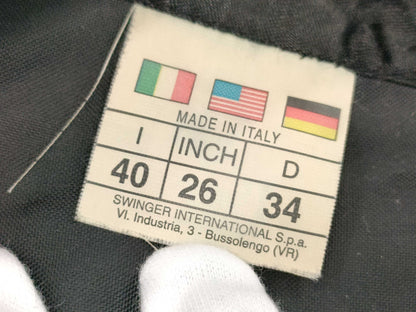 MADE IN ITALY
I INCH D
40 26 34
SWINGER INTERNATIONAL S.p.a.
Vl. Industria, 3 - Bussolengo (VR)